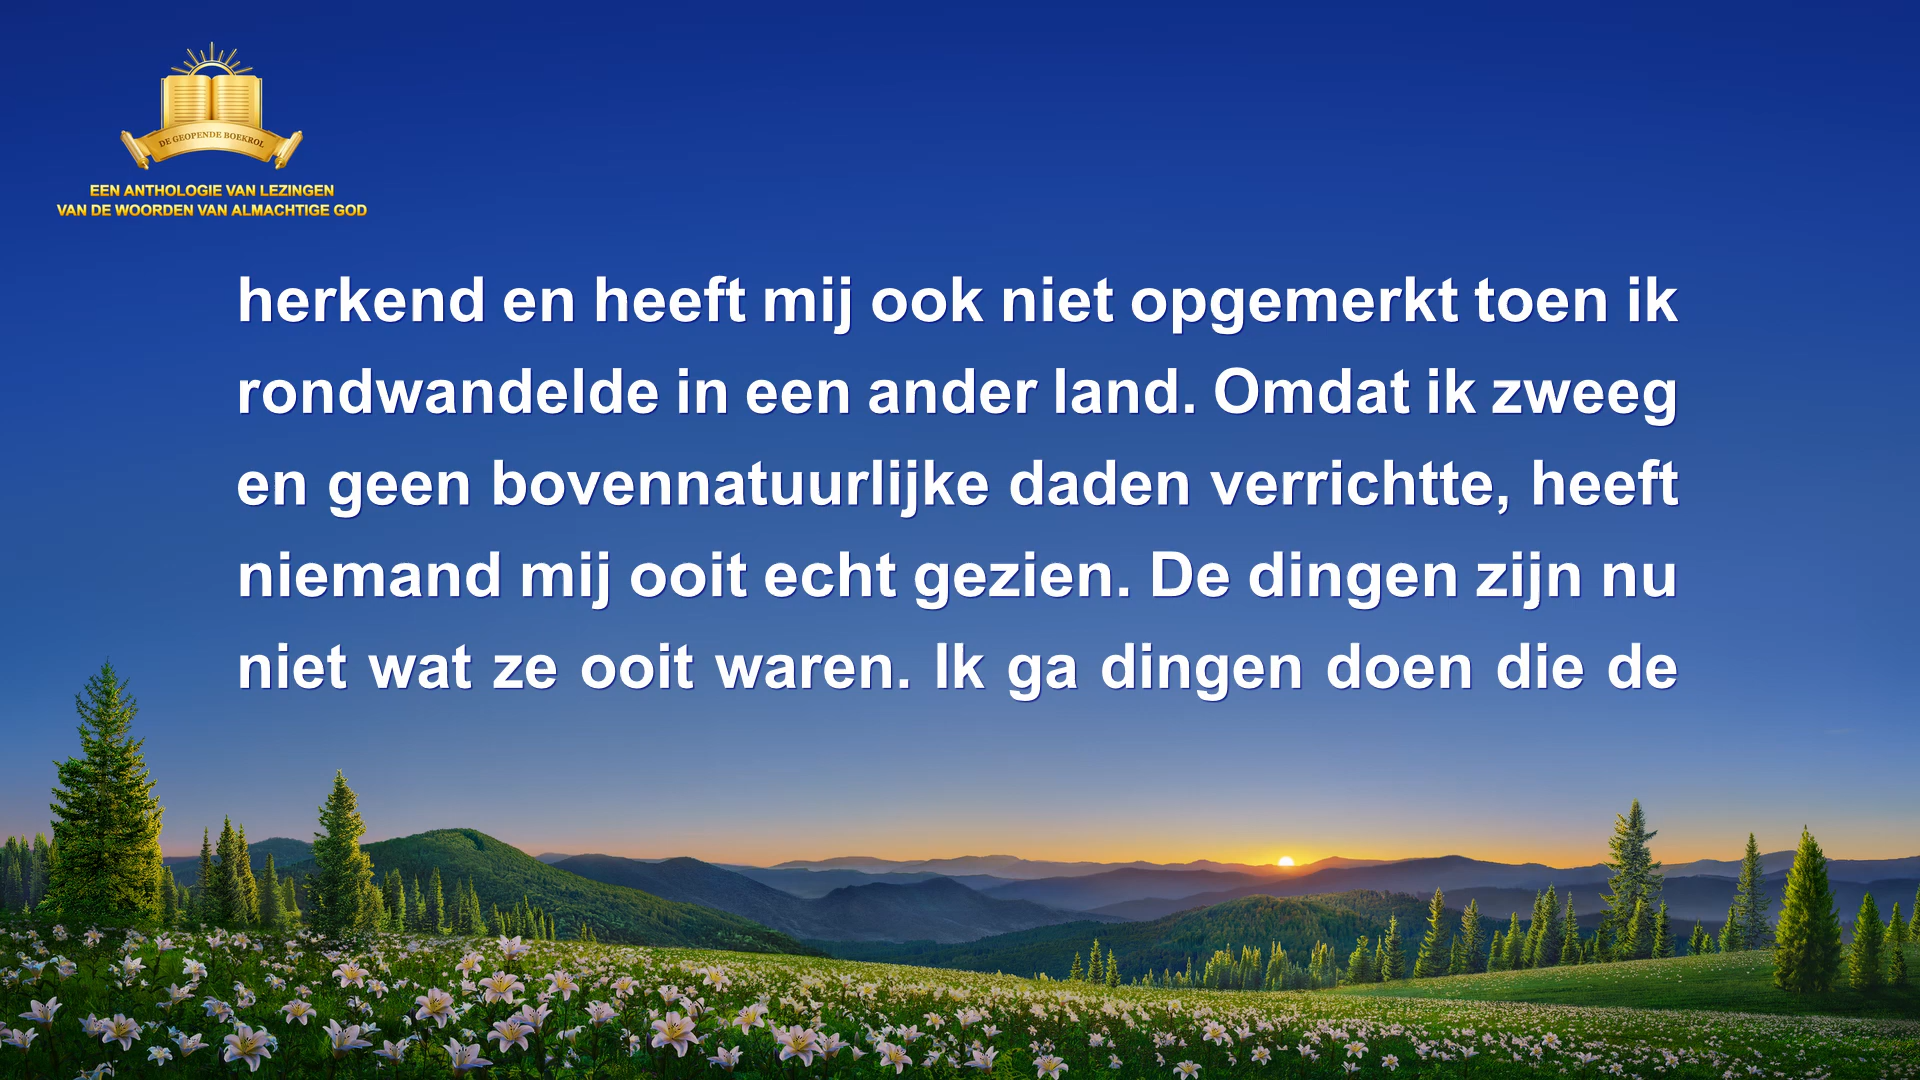 DE GEOPENDE BOEKROL
EEN ANTHOLOGIE VAN LEZINGEN
VAN DE WOORDEN VAN ALMACHTIGE GOD
herkend en heeft mij ook niet opgemerkt toen ik
rondwandelde in een ander land. Omdat ik zweeg
en geen bovennatuurlijke daden verrichtte, heeft
niemand mij ooit echt gezien. De dingen zijn nu
niet wat ze ooit waren. Ik ga dingen doen die de